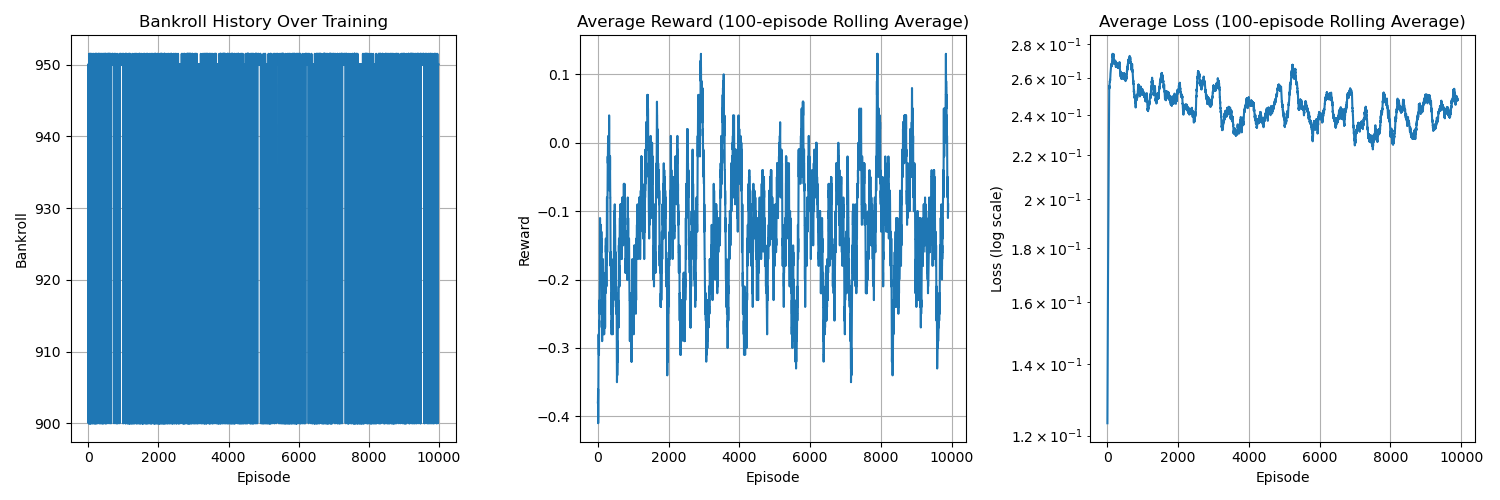 Bankroll History Over Training
950
940
930
920
910
900
Bankroll
0 2000 4000 6000 8000 10000
Episode
Average Reward (100-episode Rolling Average)
0.1
0.0
−0.1
−0.2
−0.3
−0.4
Reward
0 2000 4000 6000 8000 10000
Episode
Average Loss (100-episode Rolling Average)
2.8 × 10⁻¹
2.6 × 10⁻¹
2.4 × 10⁻¹
2.2 × 10⁻¹
2 × 10⁻¹
1.8 × 10⁻¹
1.6 × 10⁻¹
1.4 × 10⁻¹
1.2 × 10⁻¹
Loss (log scale)
0 2000 4000 6000 8000 10000
Episode